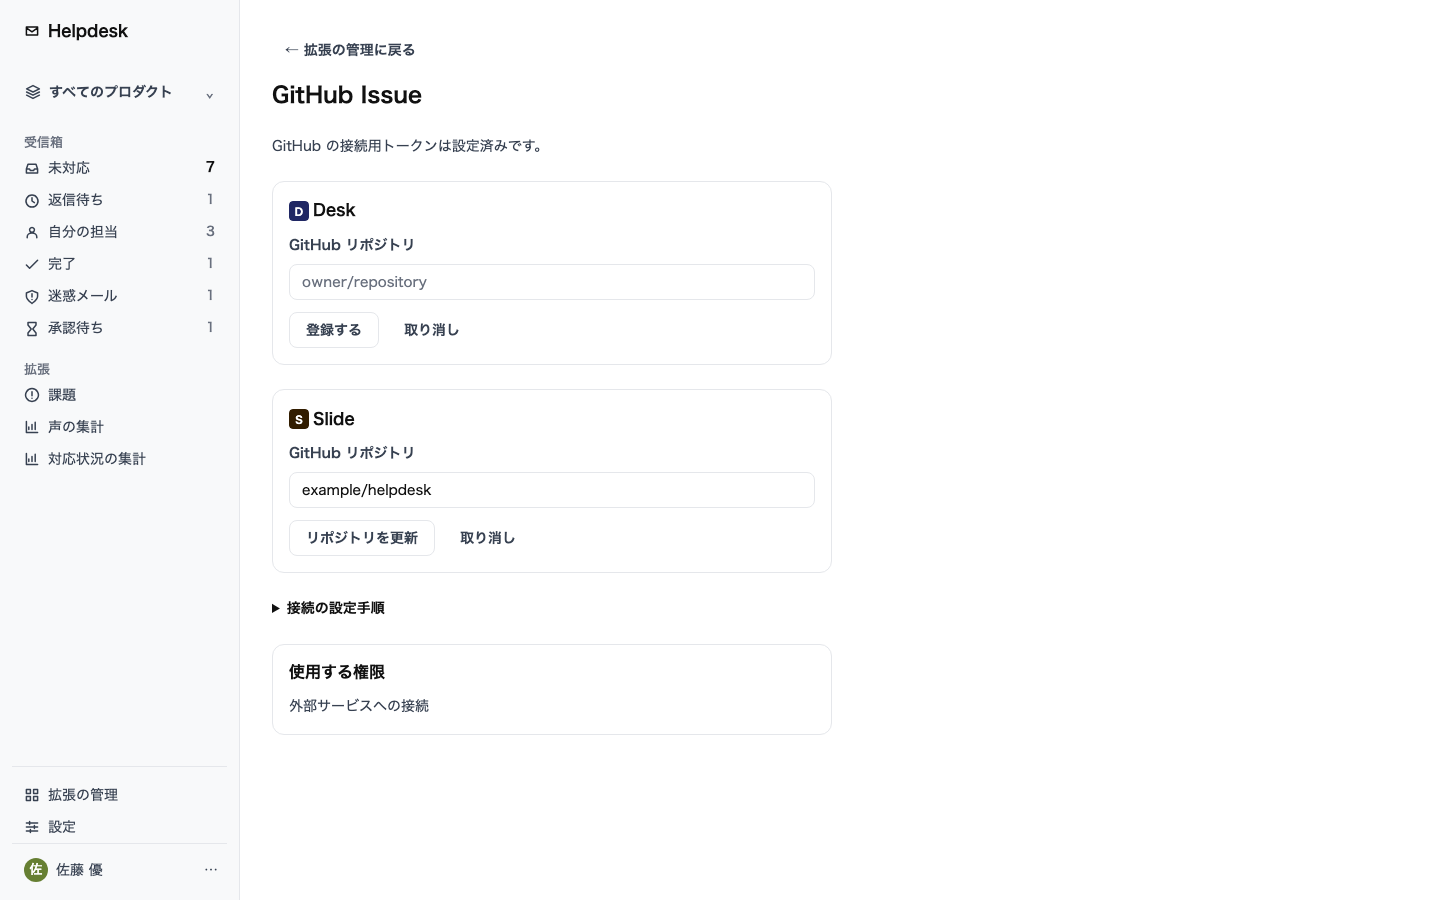 Helpdesk
すべてのプロダクト
受信箱
未対応 7
返信待ち 1
自分の担当 3
完了 1
迷惑メール 1
承認待ち 1
拡張
課題
声の集計
対応状況の集計
拡張の管理
設定
佐 佐藤 優 …
← 拡張の管理に戻る
GitHub Issue
GitHub の接続用トークンは設定済みです。
D Desk
GitHub リポジトリ
owner/repository
登録する 取り消し
S Slide
GitHub リポジトリ
example/helpdesk
リポジトリを更新 取り消し
▶ 接続の設定手順
使用する権限
外部サービスへの接続